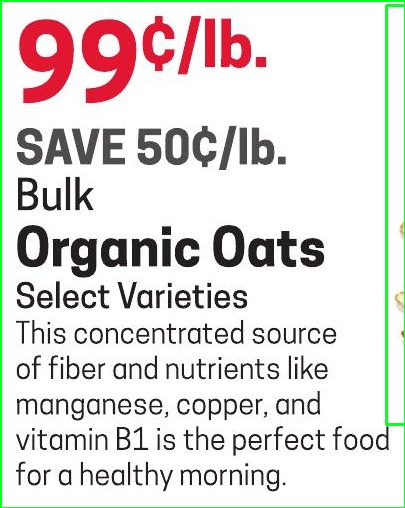 99¢/lb.
SAVE 50¢/lb.
Bulk
Organic Oats
Select Varieties
This concentrated source
of fiber and nutrients like
manganese, copper, and
vitamin B1 is the perfect food
for a healthy morning.